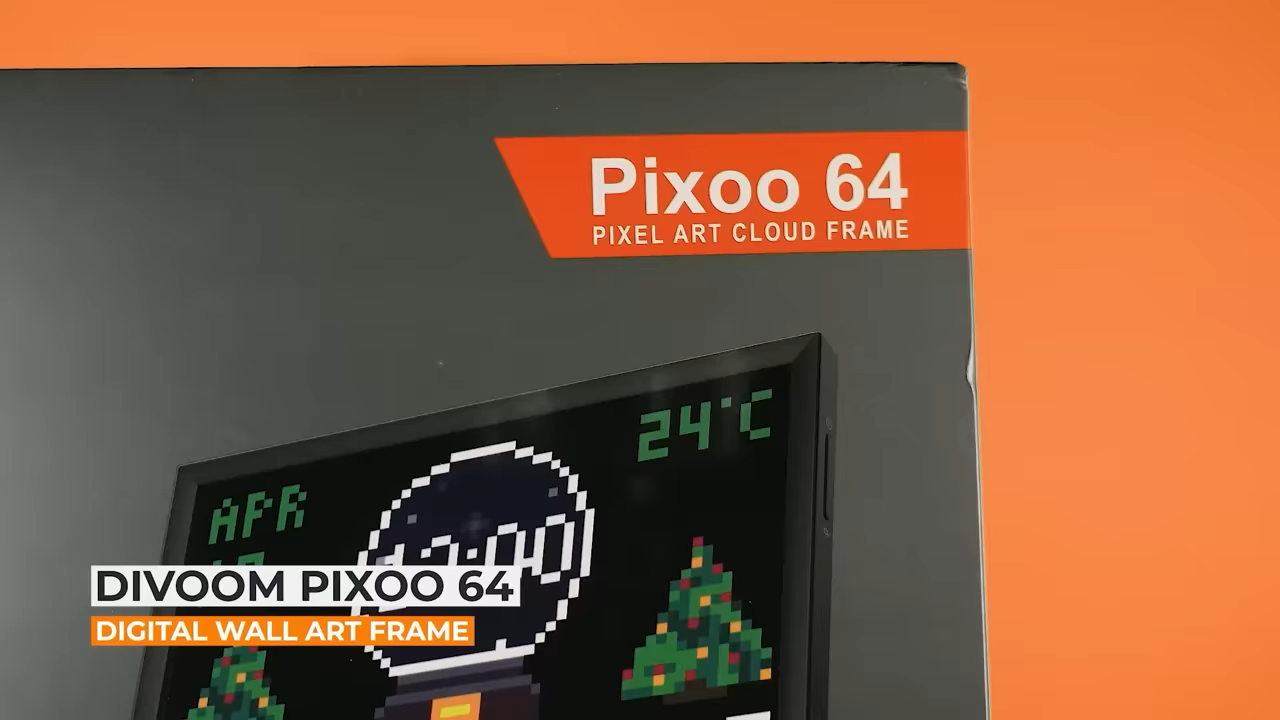 Pixoo 64
PIXEL ART CLOUD FRAME
24°C
APR
DIVOOM PIXOO 64
DIGITAL WALL ART FRAME